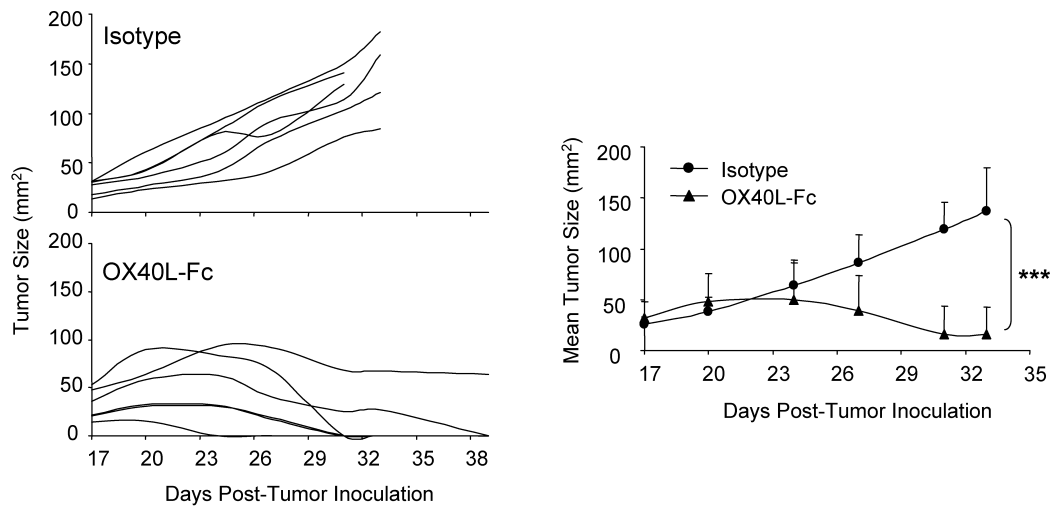 200
Isotype
150
100
50
0
Tumor Size (mm²)
200
OX40L-Fc
150
100
50
0
17 20 23 26 29 32 35 38
Days Post-Tumor Inoculation
200
Isotype
OX40L-Fc
150
100
50
0
Mean Tumor Size (mm²)
***
17 20 23 26 29 32 35
Days Post-Tumor Inoculation